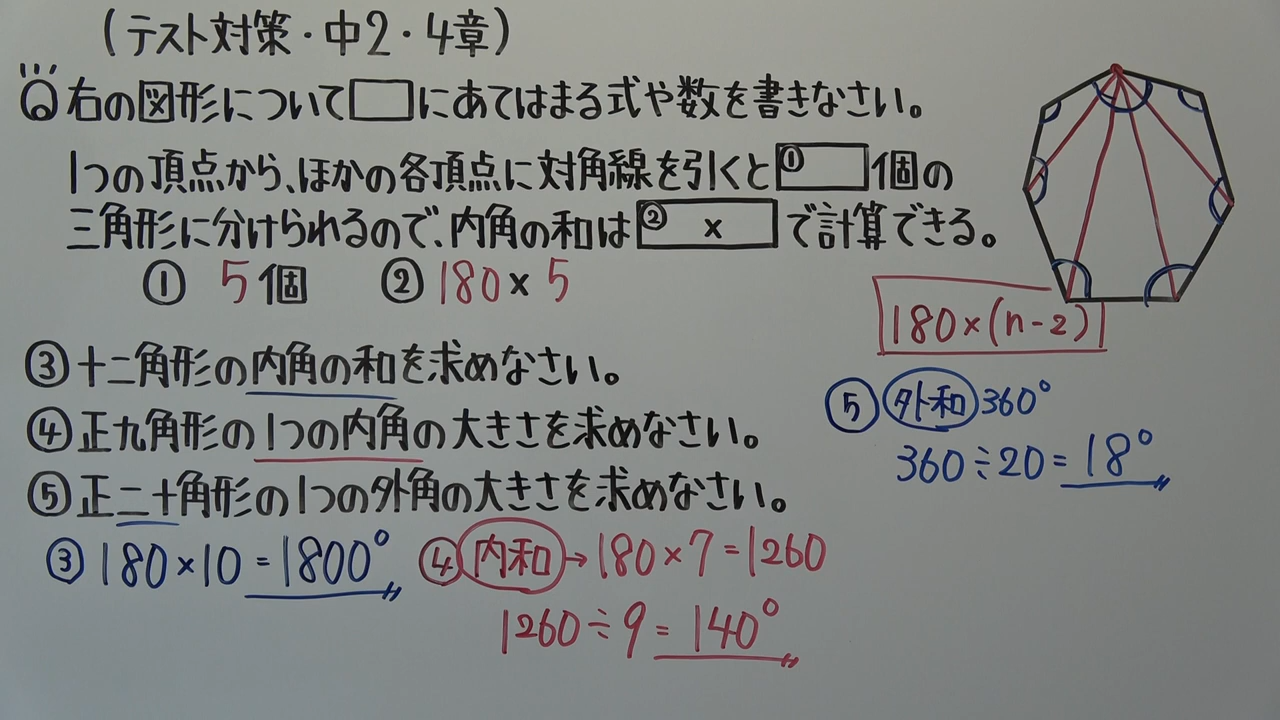 (テスト対策・中2・4章)
Q 右の図形について□にあてはまる式や数を書きなさい。
1つの頂点から、ほかの各頂点に対角線を引くと①個の
三角形に分けられるので、内角の和は② × で計算できる。
① 5個 ② 180×5
180×(n-2)
③十二角形の内角の和を求めなさい。
④正九角形の1つの内角の大きさを求めなさい。
⑤正二十角形の1つの外角の大きさを求めなさい。
⑤ 外和 360°
360÷20=18°
③ 180×10=1800°
④ 内和→180×7=1260
1260÷9=140°